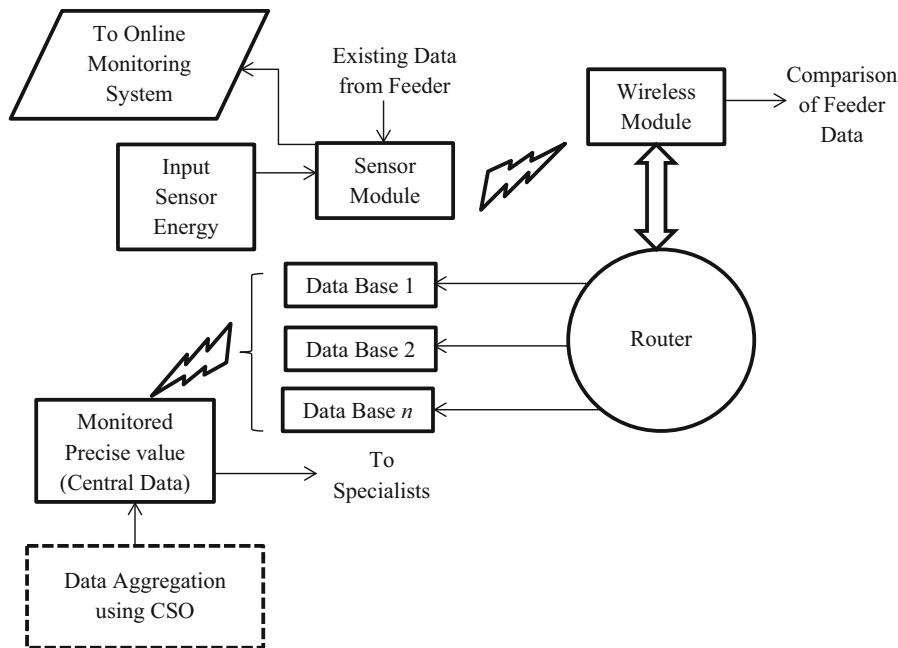 To Online
Monitoring
System
Existing Data
from Feeder
Wireless
Module
Comparison
of Feeder
Data
Input
Sensor
Energy
Sensor
Module
Data Base 1
Data Base 2
Data Base n
Router
Monitored
Precise value
(Central Data)
To
Specialists
Data Aggregation
using CSO